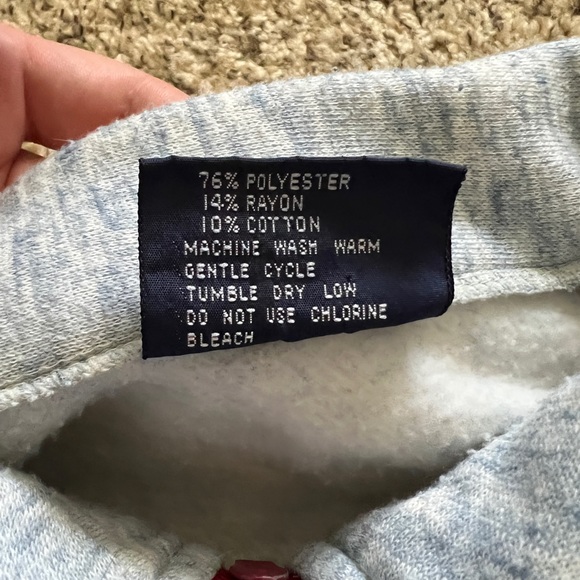 76% POLYESTER
14% RAYON
10% COTTON
MACHINE WASH WARM
GENTLE CYCLE
TUMBLE DRY LOW
DO NOT USE CHLORINE
BLEACH